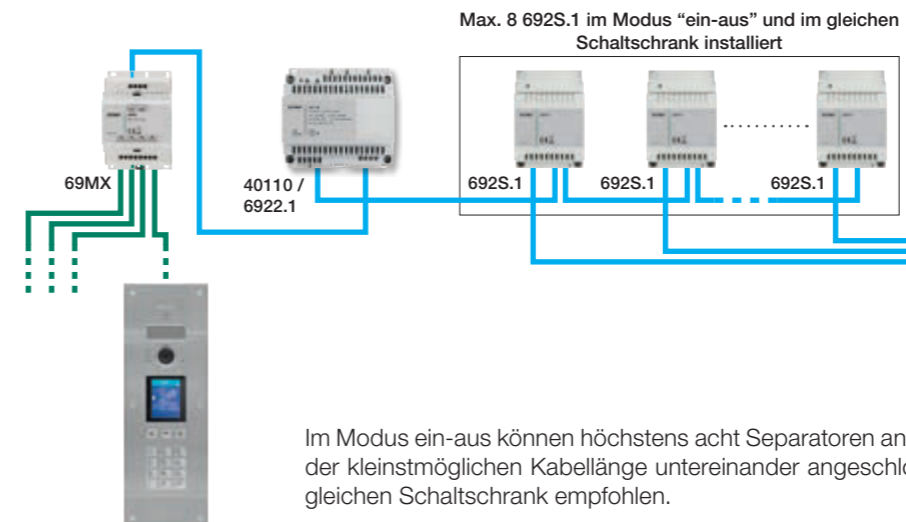 Max. 8 692S.1 im Modus “ein-aus” und im gleichen
Schaltschrank installiert
69MX
40110 /
6922.1
692S.1
692S.1
692S.1
Im Modus ein-aus können höchstens acht Separatoren an
der kleinstmöglichen Kabellänge untereinander angeschlo
gleichen Schaltschrank empfohlen.